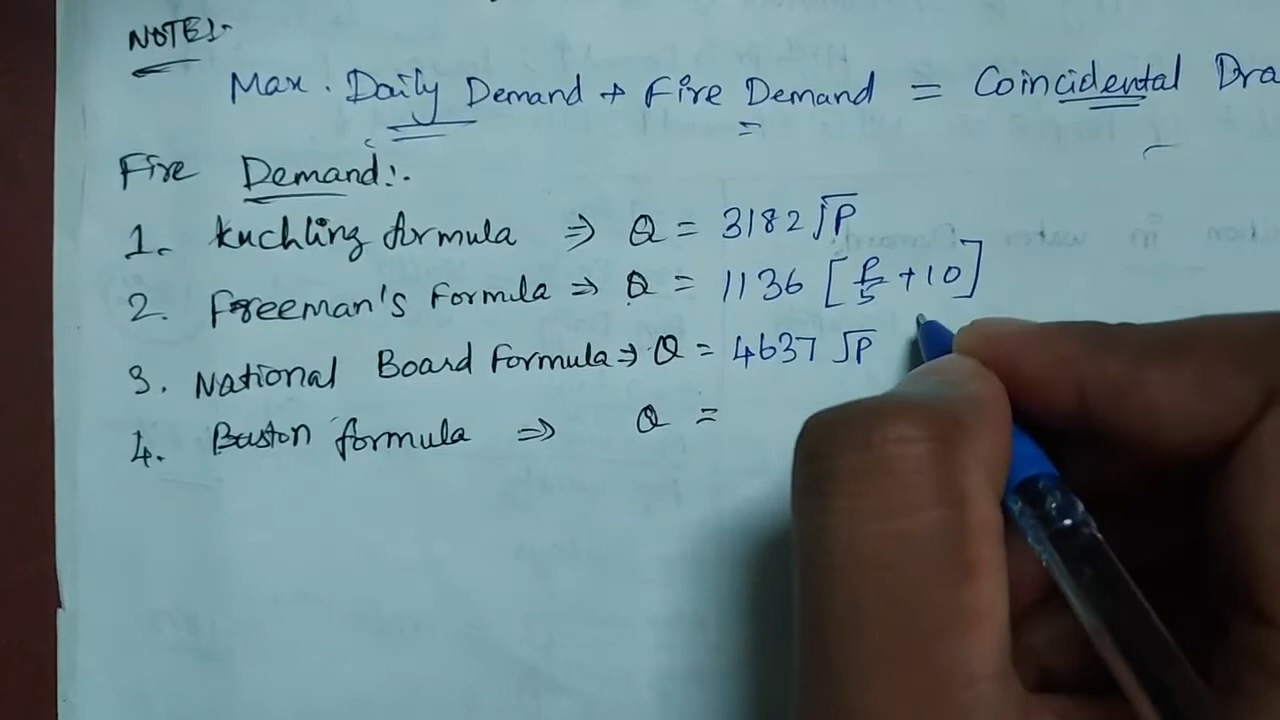 NOTE:-
Max. Daily Demand + Fire Demand = Coincidental Dra
Fire Demand:.
1. Kuchling formula ⇒ Q = 3182 √P
2. Freeman's Formula ⇒ Q = 1136 [P/5 + 10]
3. National Board Formula ⇒ Q = 4637 √P
4. Buston formula ⇒ Q =